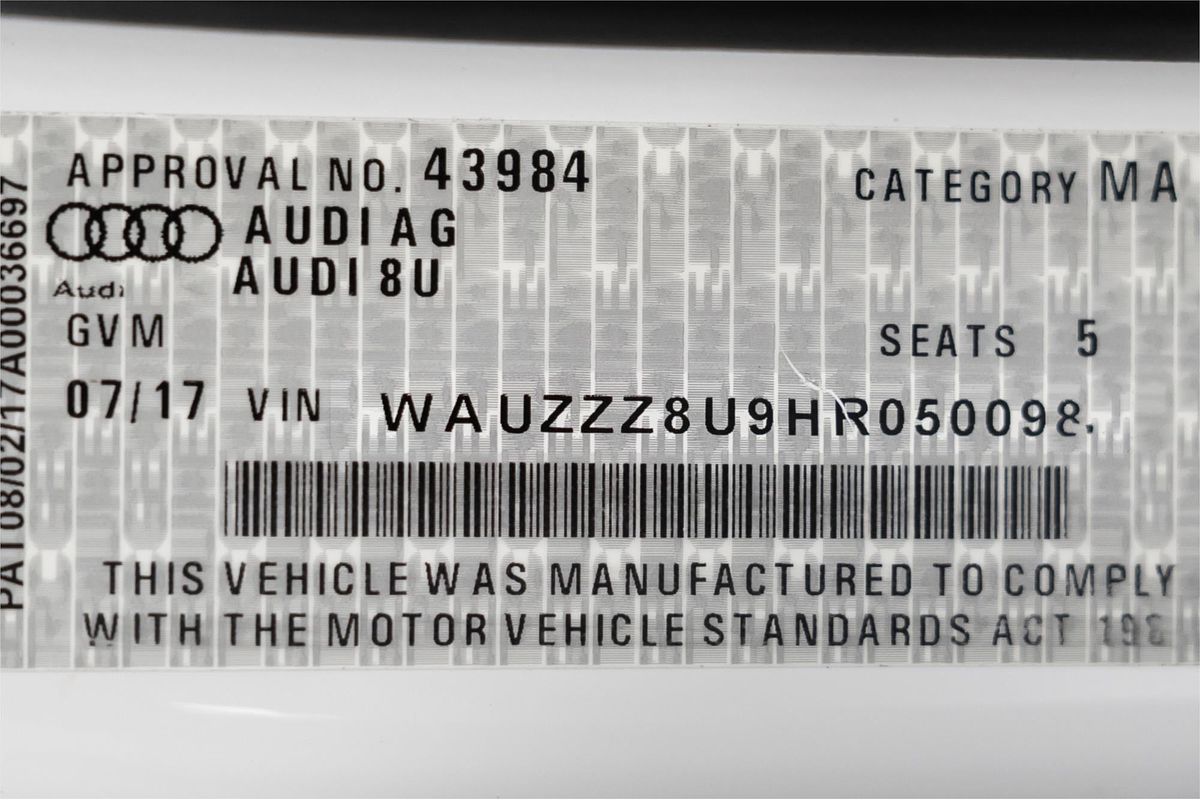 APPROVAL NO. 43984
CATEGORY MA
AUDI AG
AUDI 8U
Audi
GVM
SEATS 5
07/17 VIN WAUZZZ8U9HR050098.
THIS VEHICLE WAS MANUFACTURED TO COMPLY
WITH THE MOTOR VEHICLE STANDARDS ACT
PAT08/02/17A000036697